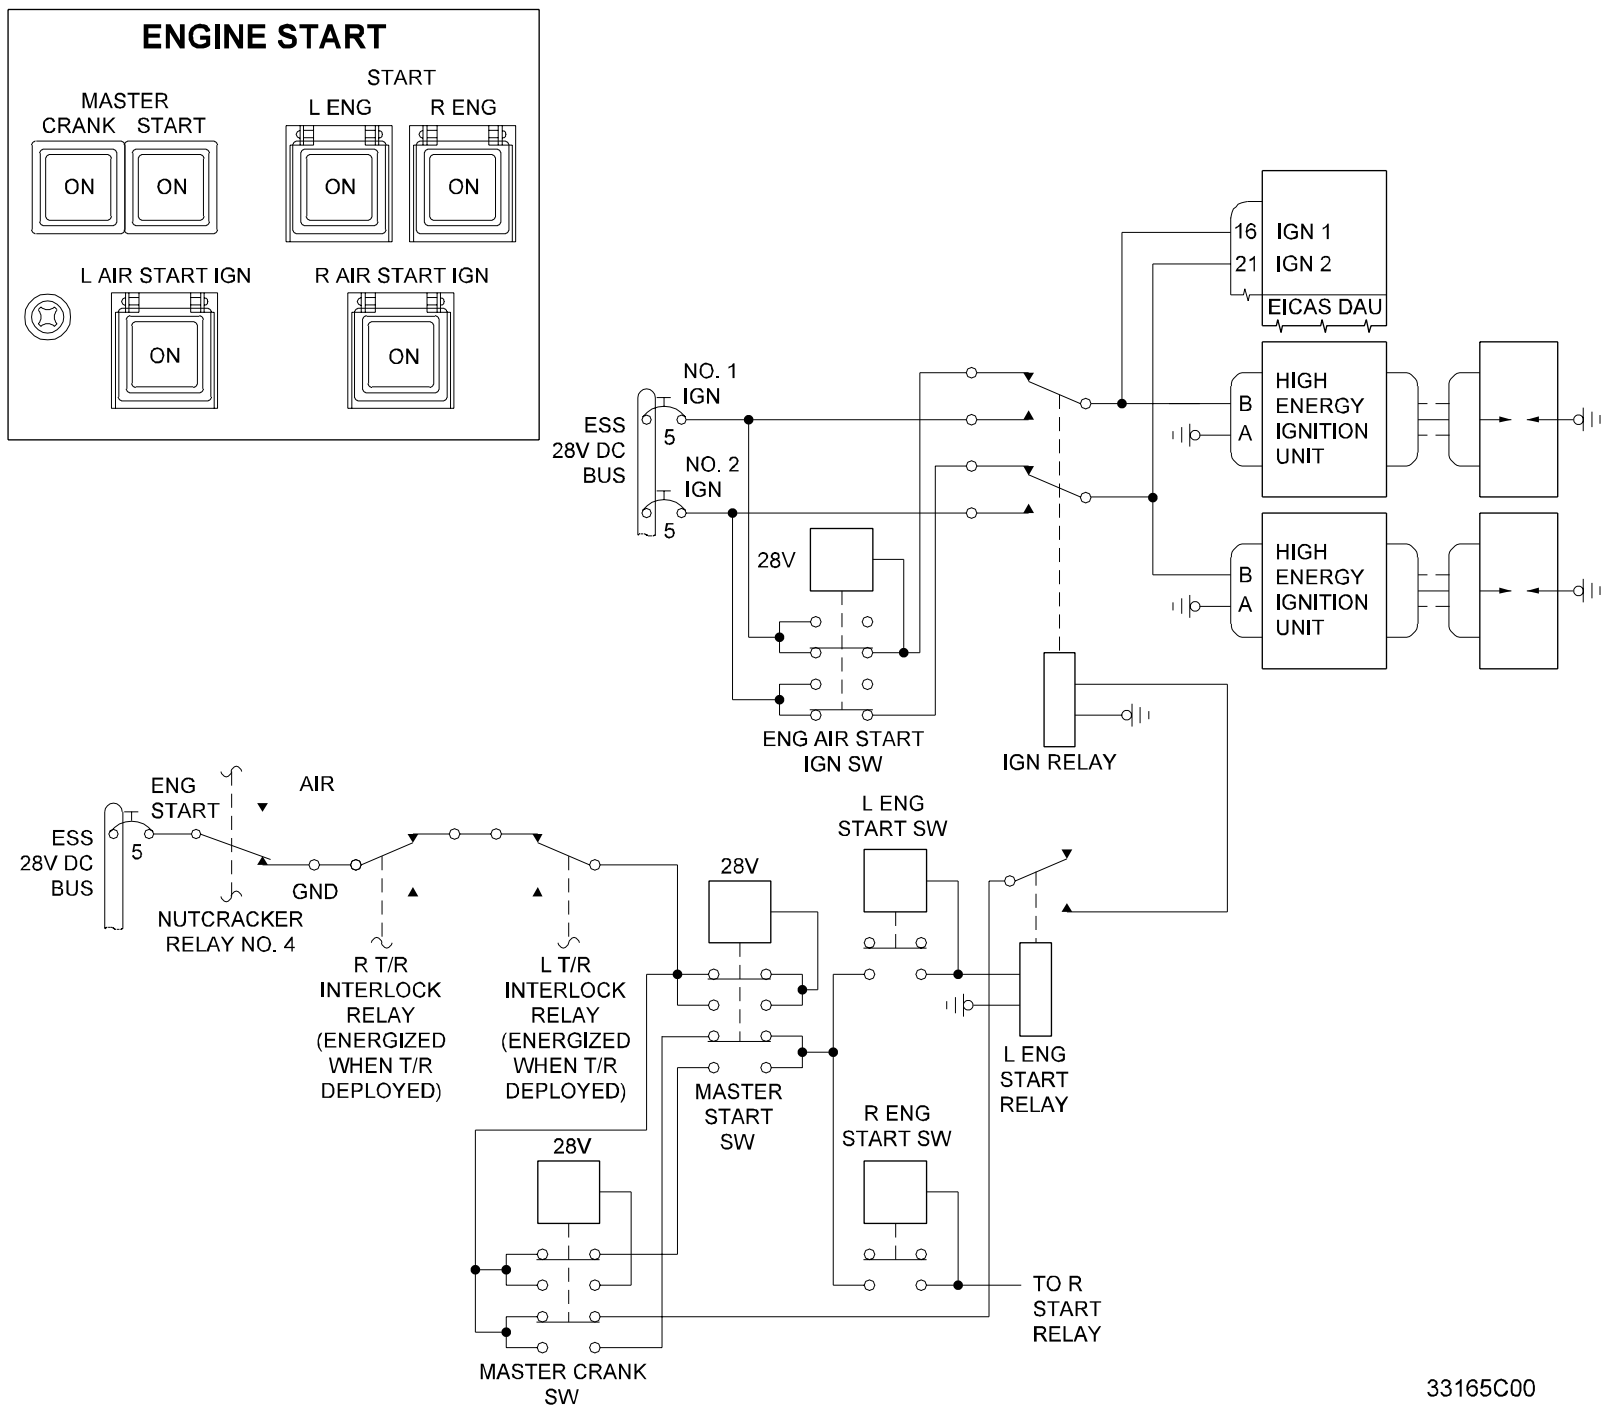 ENGINE START
MASTER
CRANK START
START
L ENG R ENG
ON ON ON ON
L AIR START IGN R AIR START IGN
ON ON
16 IGN 1
21 IGN 2
EICAS DAU
ESS
28V DC
BUS
NO. 1
IGN
5
NO. 2
IGN
5
B
A
HIGH
ENERGY
IGNITION
UNIT
B
A
HIGH
ENERGY
IGNITION
UNIT
28V
ENG AIR START
IGN SW
IGN RELAY
ESS
28V DC
BUS
ENG
START
5
AIR
GND
NUTCRACKER
RELAY NO. 4
R T/R
INTERLOCK
RELAY
(ENERGIZED
WHEN T/R
DEPLOYED)
L T/R
INTERLOCK
RELAY
(ENERGIZED
WHEN T/R
DEPLOYED)
28V
MASTER
START
SW
L ENG
START SW
L ENG
START
RELAY
R ENG
START SW
28V
MASTER CRANK
SW
TO R
START
RELAY
33165C00